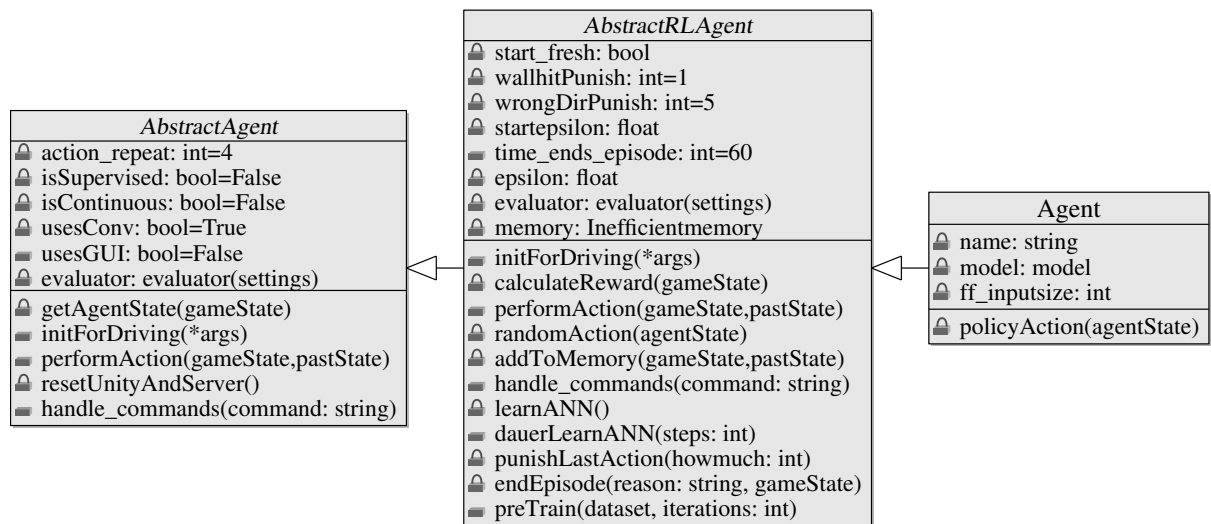 AbstractAgent
action_repeat: int=4
isSupervised: bool=False
isContinuous: bool=False
usesConv: bool=True
usesGUI: bool=False
evaluator: evaluator(settings)
getAgentState(gameState)
initForDriving(*args)
performAction(gameState,pastState)
resetUnityAndServer()
handle_commands(command: string)
AbstractRLAgent
start_fresh: bool
wallhitPunish: int=1
wrongDirPunish: int=5
startepsilon: float
time_ends_episode: int=60
epsilon: float
evaluator: evaluator(settings)
memory: Inefficientmemory
initForDriving(*args)
calculateReward(gameState)
performAction(gameState,pastState)
randomAction(agentState)
addToMemory(gameState,pastState)
handle_commands(command: string)
learnANN()
dauerLearnANN(steps: int)
punishLastAction(howmuch: int)
endEpisode(reason: string, gameState)
preTrain(dataset, iterations: int)
Agent
name: string
model: model
ff_inputsize: int
policyAction(agentState)